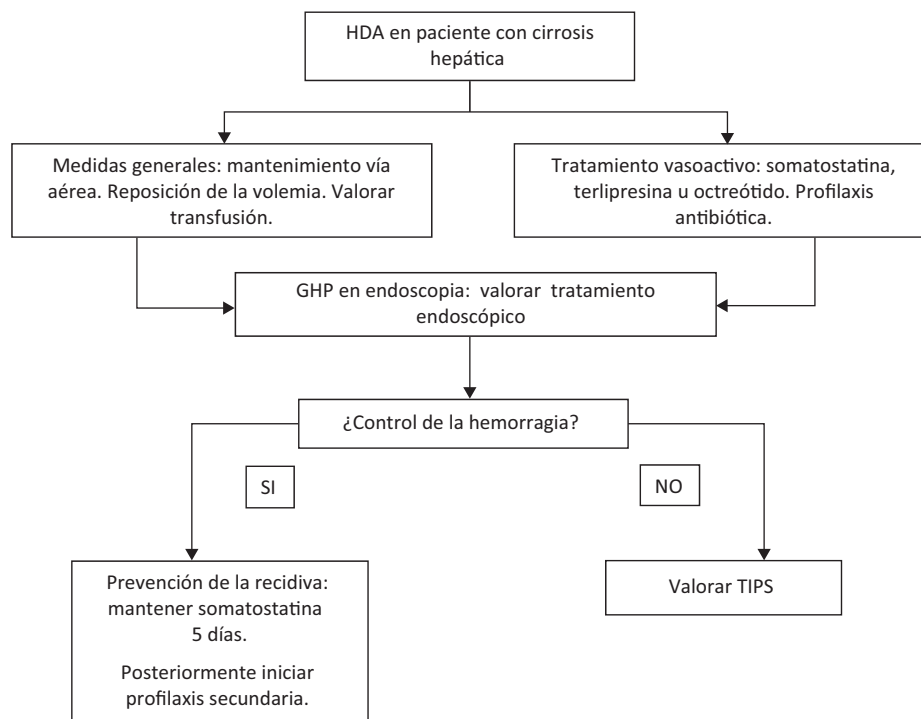 HDA en paciente con cirrosis
hepática
Medidas generales: mantenimiento vía
aérea. Reposición de la volemia. Valorar
transfusión.
Tratamiento vasoactivo: somatostatina,
terlipresina u octreótido. Profilaxis
antibiótica.
GHP en endoscopia: valorar tratamiento
endoscópico
¿Control de la hemorragia?
SI
NO
Prevención de la recidiva:
mantener somatostatina
5 días.
Posteriormente iniciar
profilaxis secundaria.
Valorar TIPS